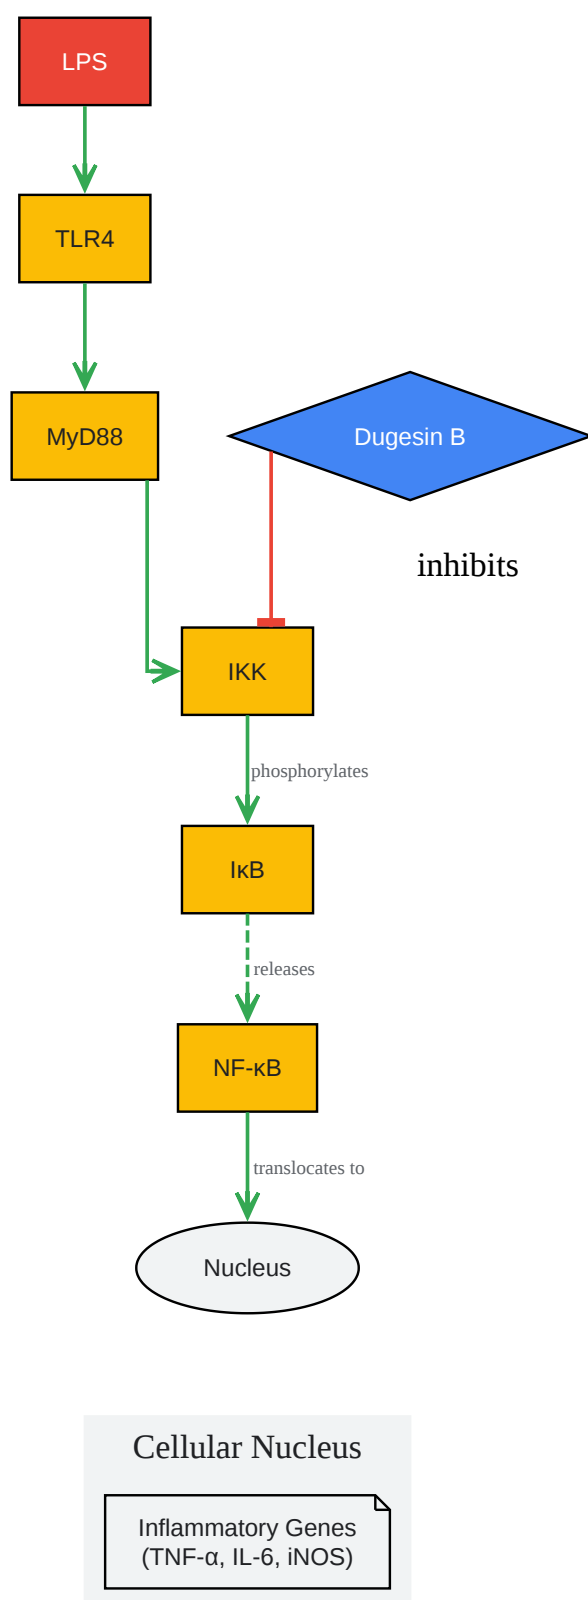 LPS
TLR4
MyD88
Dugesin B
inhibits
IKK
phosphorylates
IκB
releases
NF-κB
translocates to
Nucleus
Cellular Nucleus
Inflammatory Genes
(TNF-α, IL-6, iNOS)